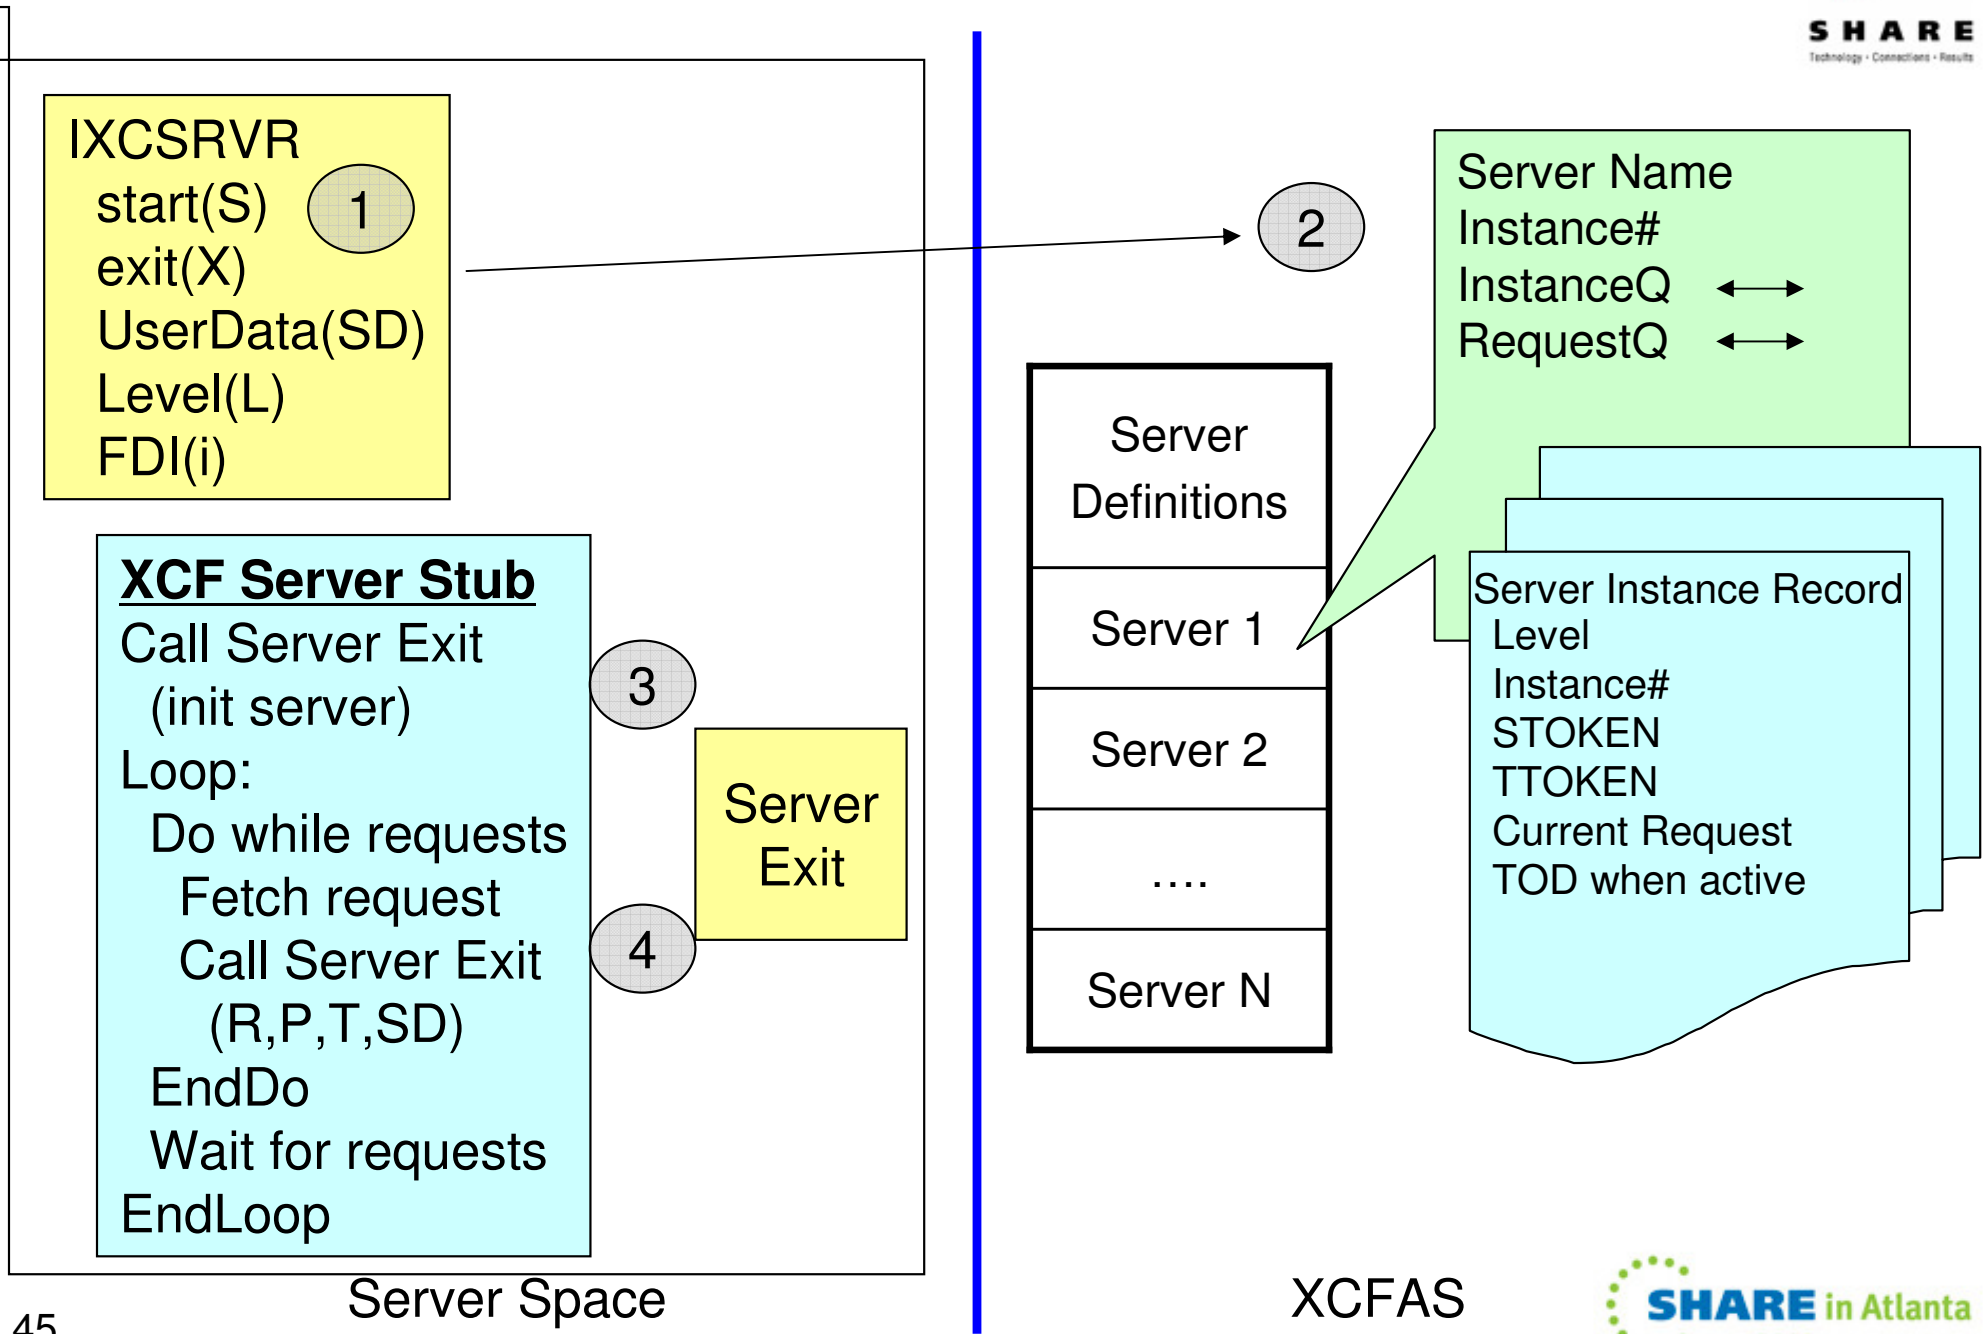 S H A R E
Technology • Connections • Results
IXCSRVR
start(S)
1
exit(X)
UserData(SD)
Level(L)
FDI(i)
XCF Server Stub
Call Server Exit
(init server)
Loop:
Do while requests
Fetch request
Call Server Exit
(R,P,T,SD)
EndDo
Wait for requests
EndLoop
3
4
Server
Exit
Server Space
2
Server
Definitions
Server 1
Server 2
....
Server N
Server Name
Instance#
InstanceQ
RequestQ
Server Instance Record
Level
Instance#
STOKEN
TTOKEN
Current Request
TOD when active
XCFAS
45
SHARE in Atlanta